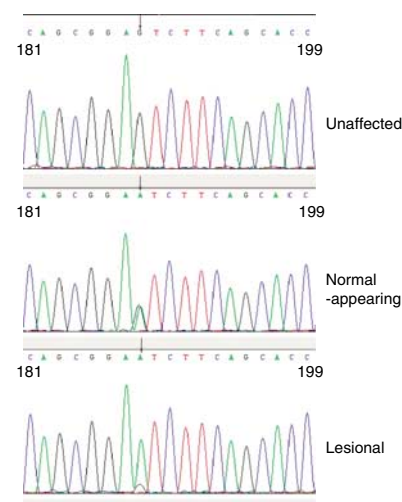 C A G C G G A G T C T T C A G C A C C
181 199
Unaffected
C A G C G G A A T C T T C A G C A C C
181 199
Normal
-appearing
C A G C G G A A T C T T C A G C A C C
181 199
Lesional